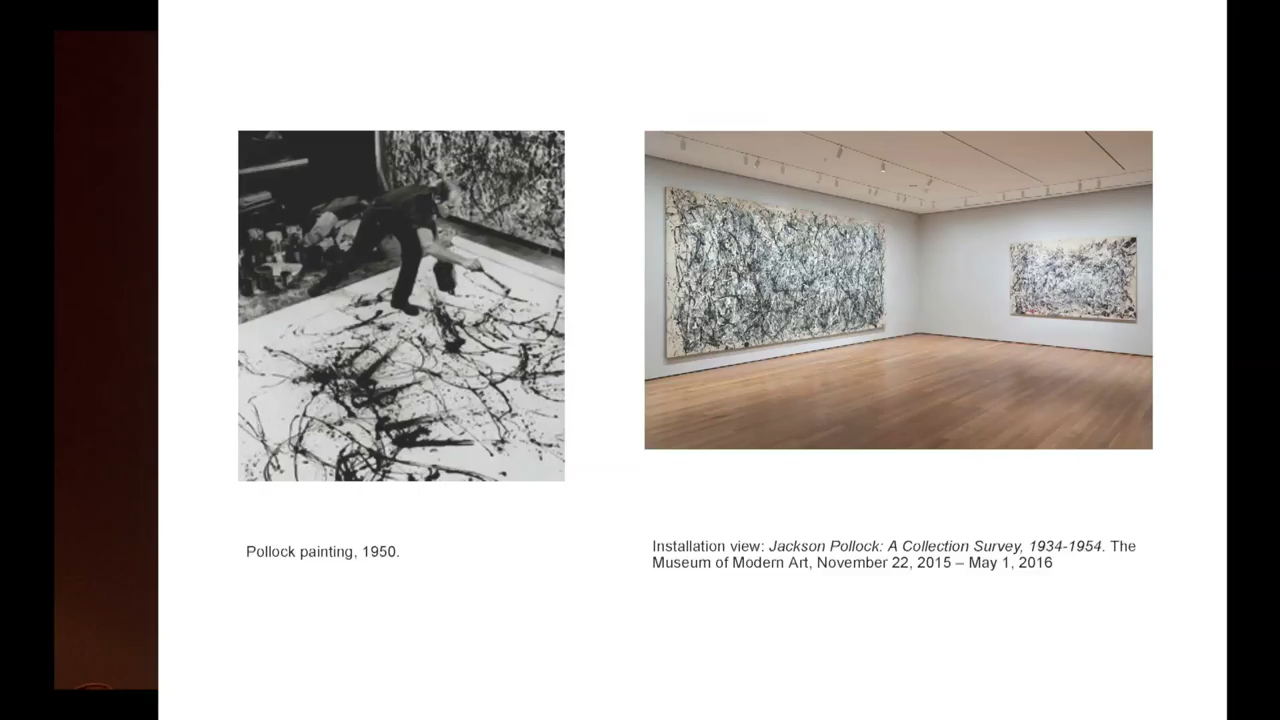 Pollock painting, 1950.
Installation view: Jackson Pollock: A Collection Survey, 1934-1954. The
Museum of Modern Art, November 22, 2015 – May 1, 2016